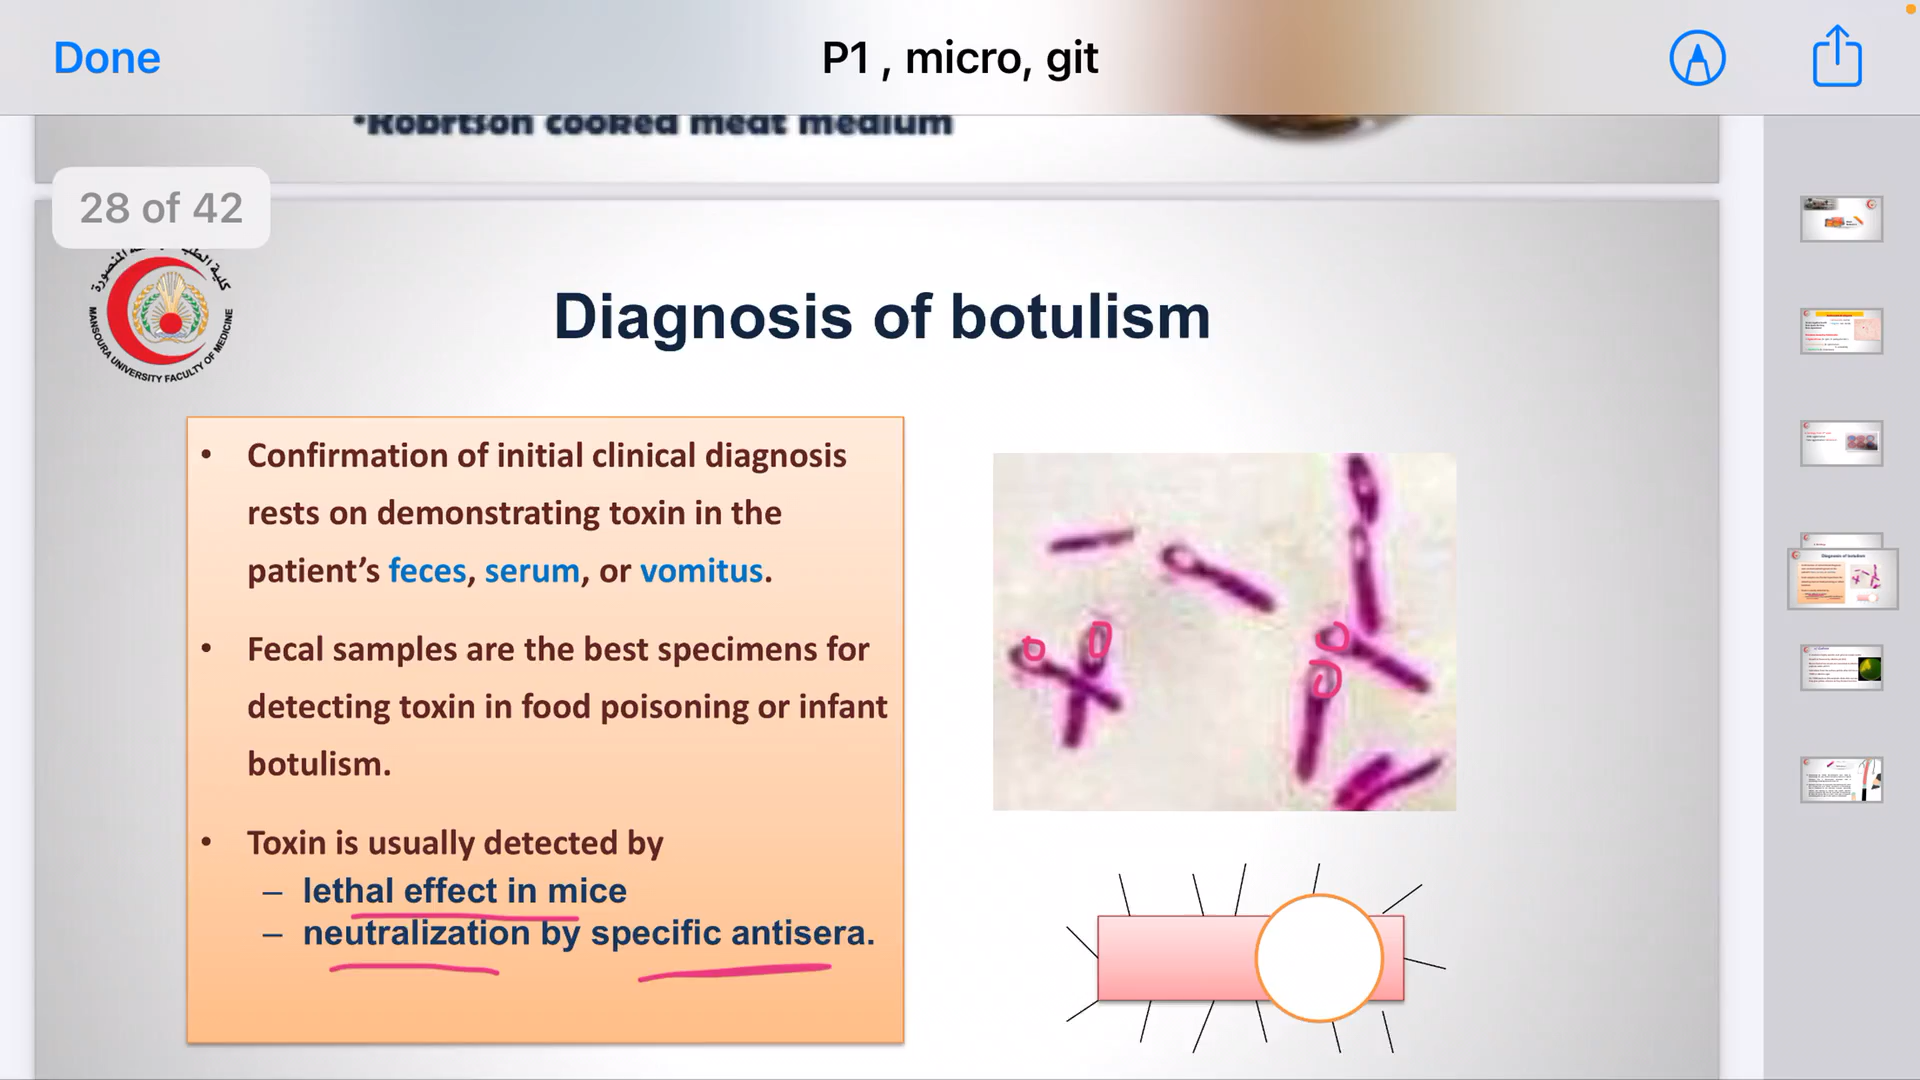 Done
P1 , micro, git
•Robrtson cooked meat medium
28 of 42
MANSOURA UNIVERSITY FACULTY OF MEDICINE
Diagnosis of botulism
• Confirmation of initial clinical diagnosis
rests on demonstrating toxin in the
patient’s feces, serum, or vomitus.
• Fecal samples are the best specimens for
detecting toxin in food poisoning or infant
botulism.
• Toxin is usually detected by
– lethal effect in mice
– neutralization by specific antisera.